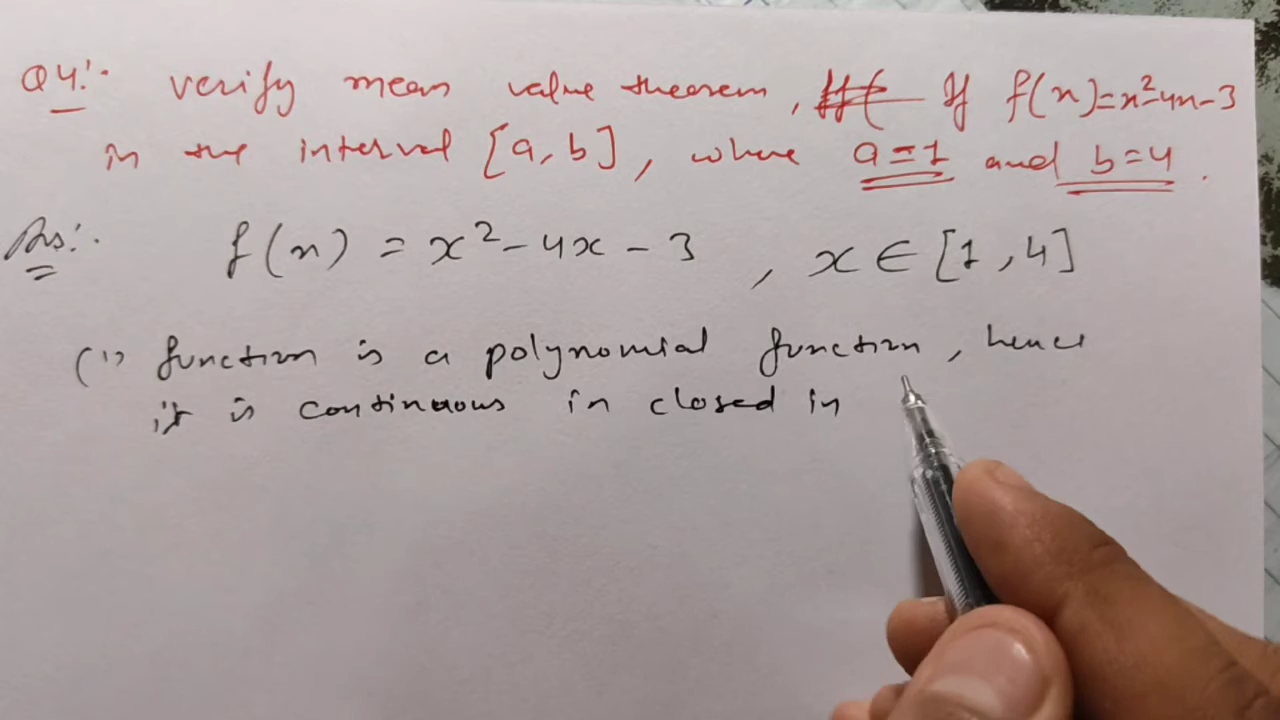 Q4:- verify mean value theorem, If f(x)=x²-4x-3
in the interval [a,b], where a=1 and b=4.
Ans:- f(x) = x²-4x-3 , x∈[1,4]
(i) function is a polynomial function, hence
it is continuous in closed in